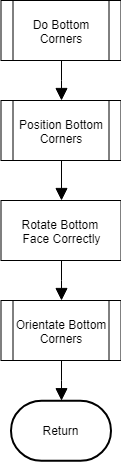 Do Bottom
Corners
Position Bottom
Corners
Rotate Bottom
Face Correctly
Orientate Bottom
Corners
Return